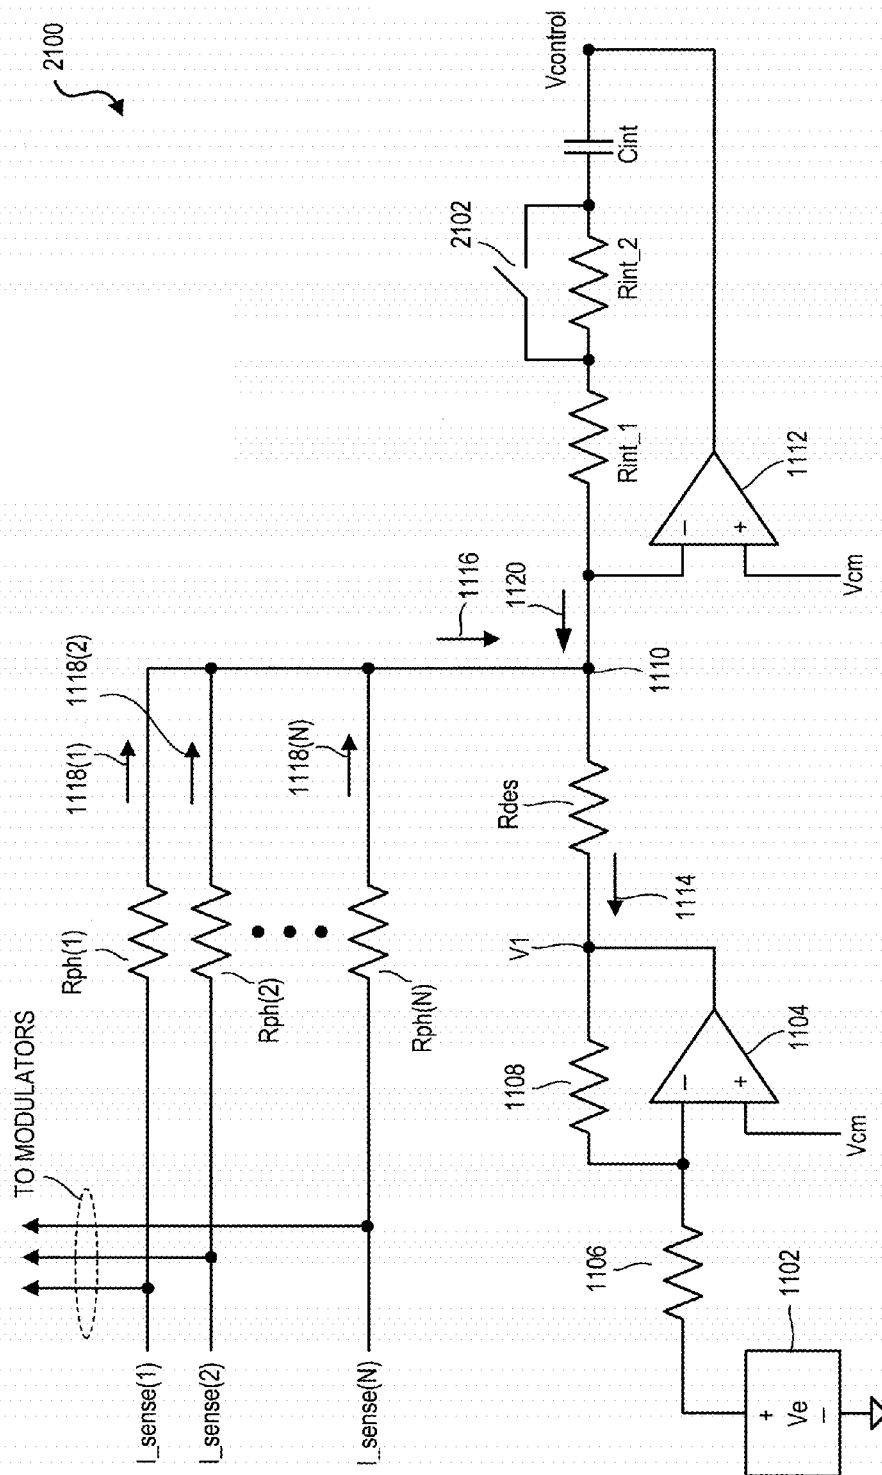 2100
TO MODULATORS
I_sense(1)
I_sense(2)
I_sense(N)
Rph(1)
Rph(2)
Rph(N)
1118(1)
1118(2)
1118(N)
1116
1120
1110
Rdes
1114
V1
1108
1104
Vcm
1106
1102
+
Ve
–
–
+
Rint_1
Rint_2
2102
Cint
Vcontrol
1112
–
+
Vcm